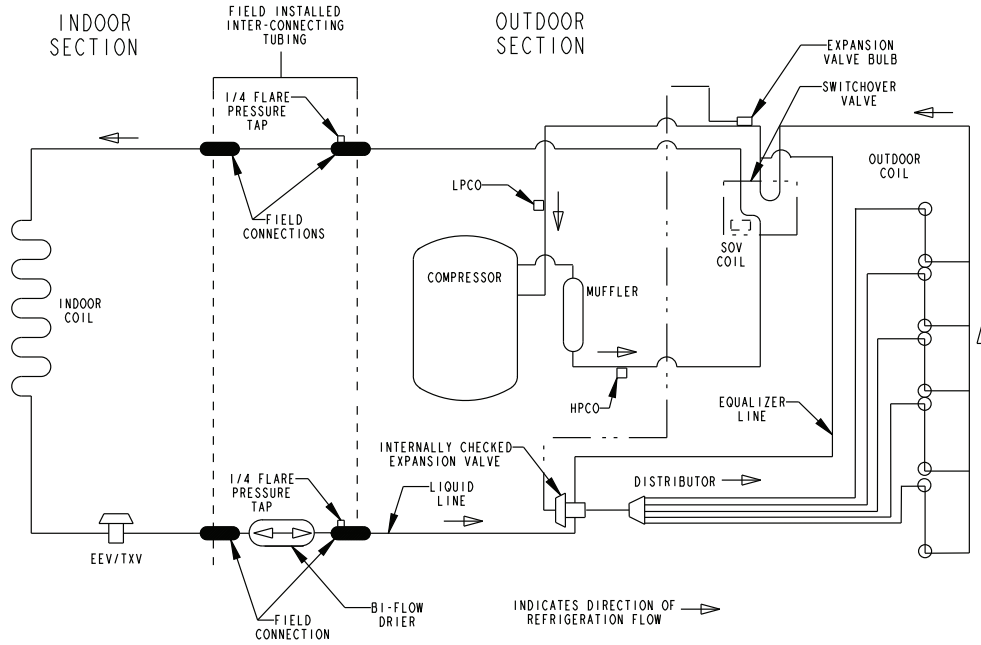 INDOOR
SECTION
FIELD INSTALLED
INTER-CONNECTING
TUBING
OUTDOOR
SECTION
EXPANSION
VALVE BULB
SWITCHOVER
VALVE
1/4 FLARE
PRESSURE
TAP
OUTDOOR
COIL
LPCO
FIELD
CONNECTIONS
SOV
COIL
COMPRESSOR
MUFFLER
INDOOR
COIL
HPCO
EQUALIZER
LINE
INTERNALLY CHECKED
EXPANSION VALVE
1/4 FLARE
PRESSURE
TAP
LIQUID
LINE
DISTRIBUTOR
EEV/TXV
BI-FLOW
DRIER
FIELD
CONNECTION
INDICATES DIRECTION OF
REFRIGERATION FLOW